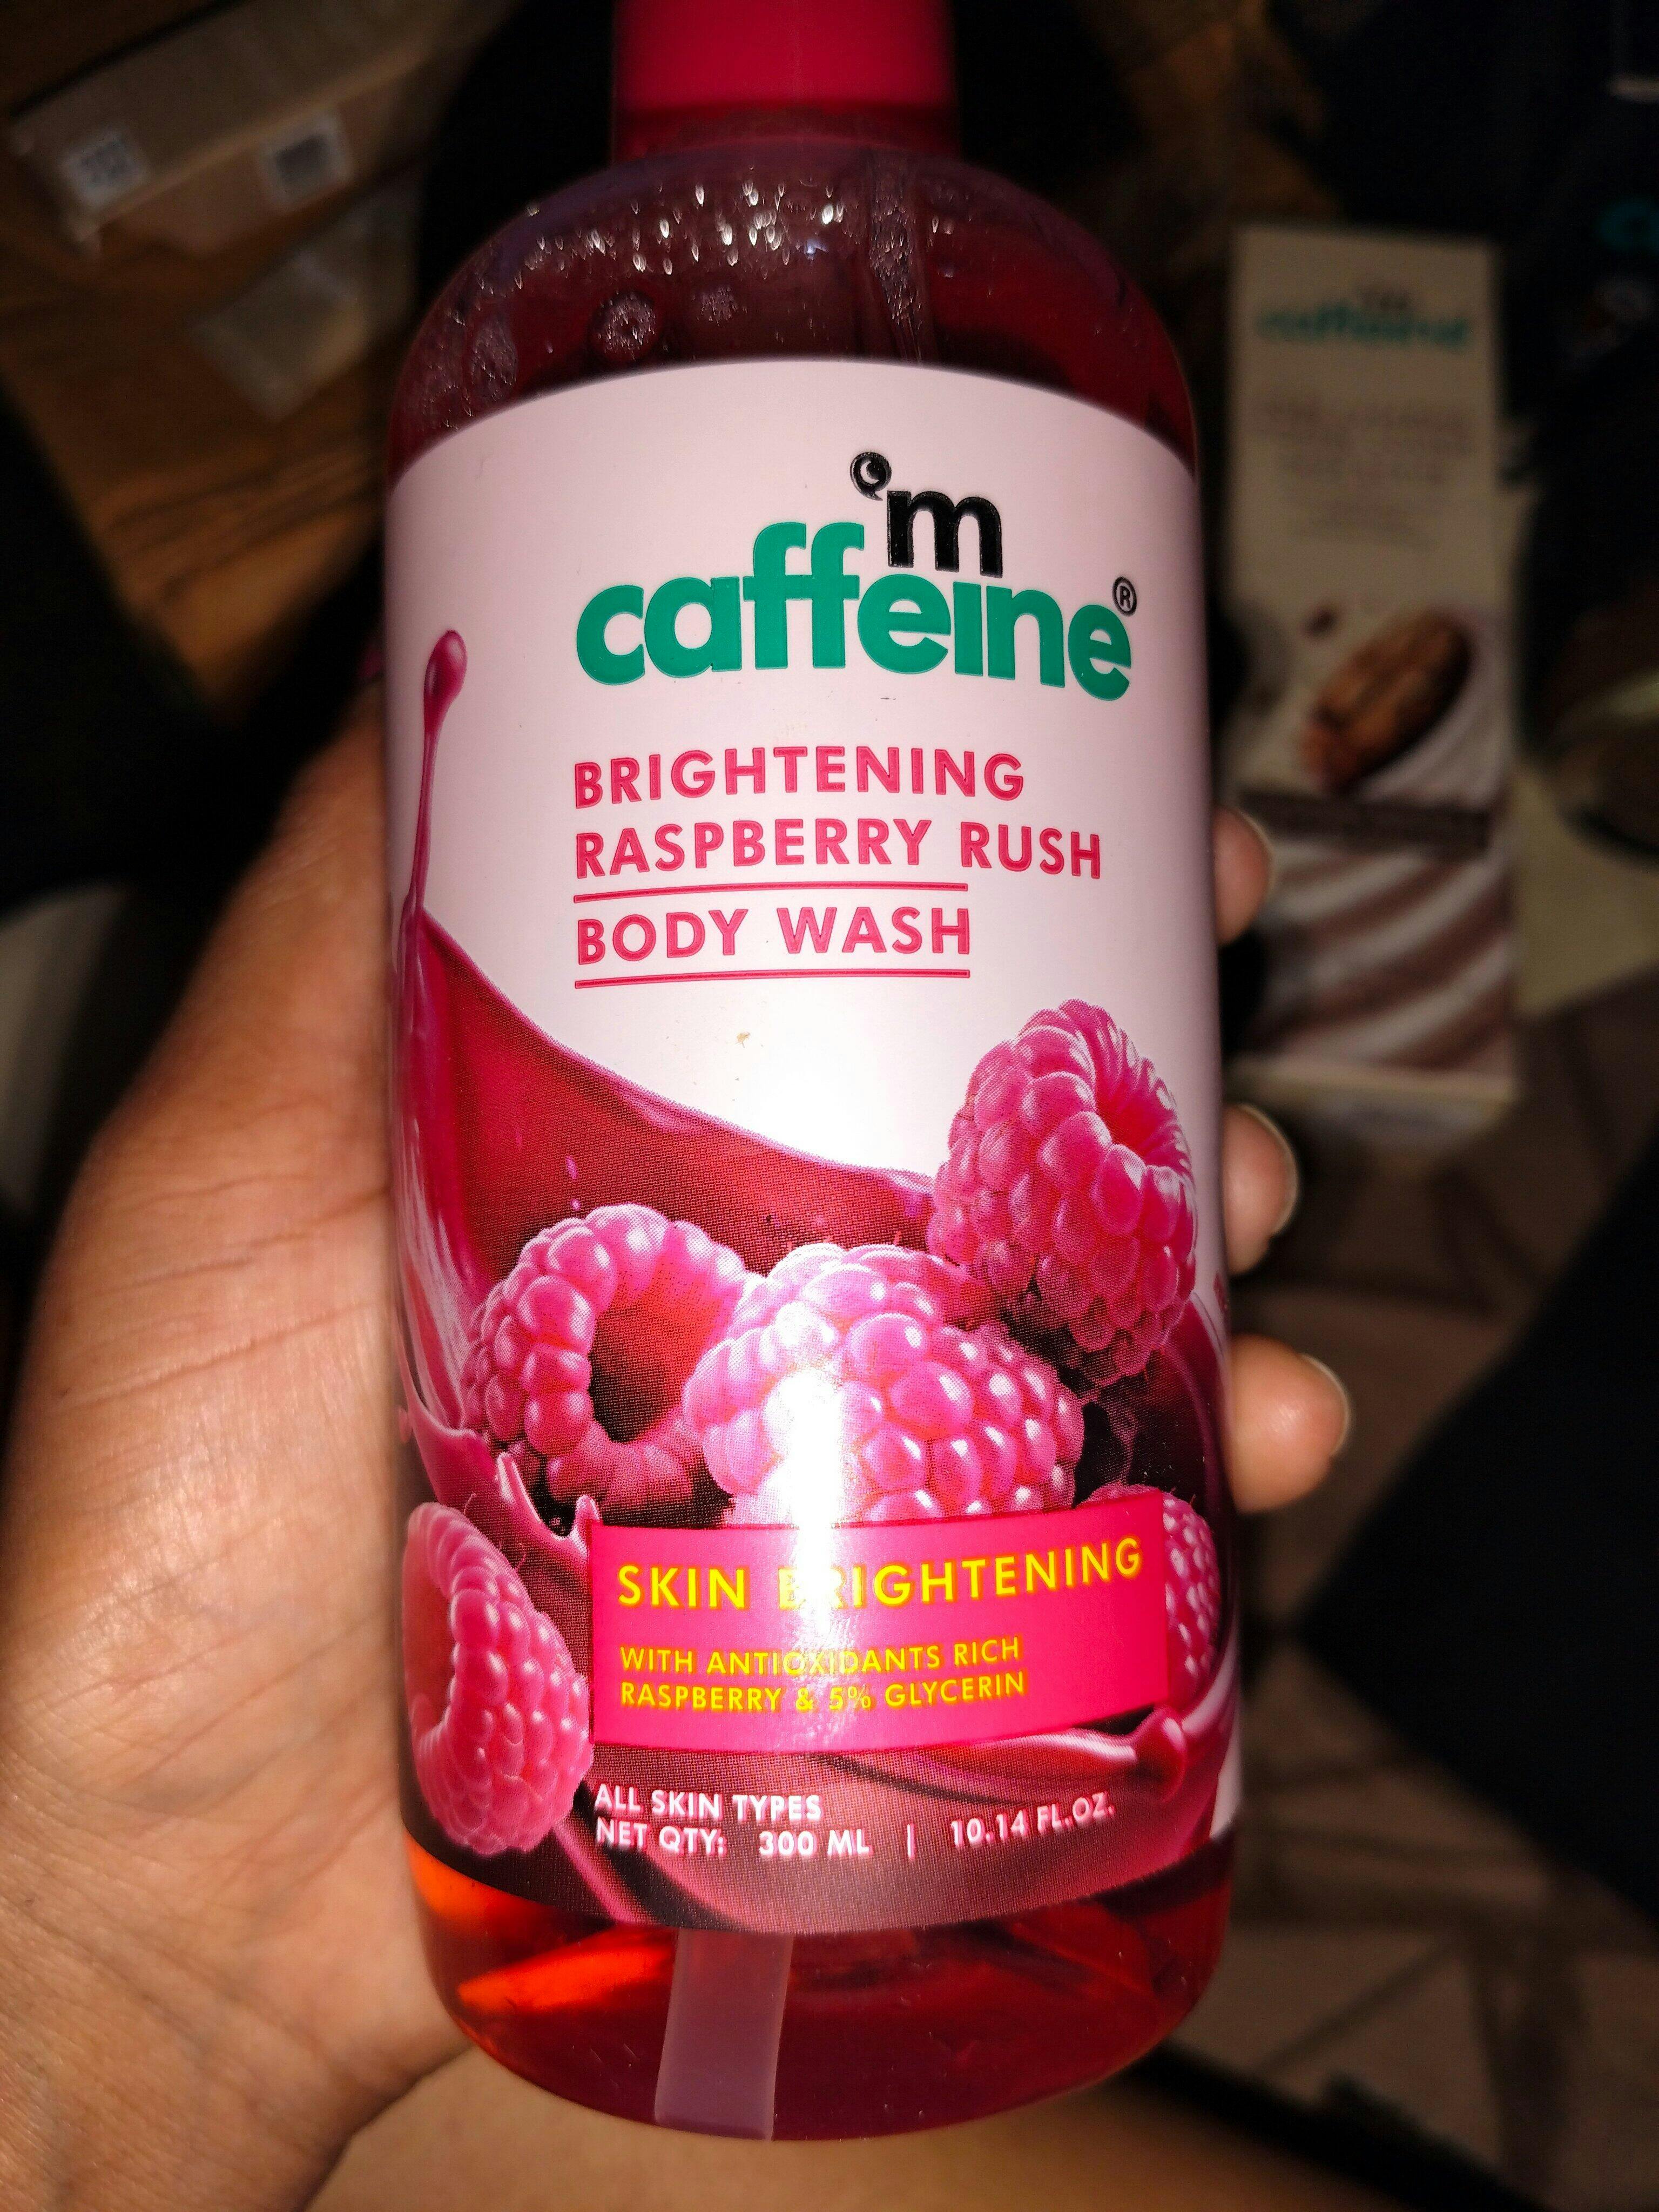 'm
caffeine®
BRIGHTENING
RASPBERRY RUSH
BODY WASH
SKIN BRIGHTENING
WITH ANTIOXIDANTS RICH
RASPBERRY & 5% GLYCERIN
ALL SKIN TYPES
NET QTY: 300 ML | 10.14 FL.OZ.
caffeine